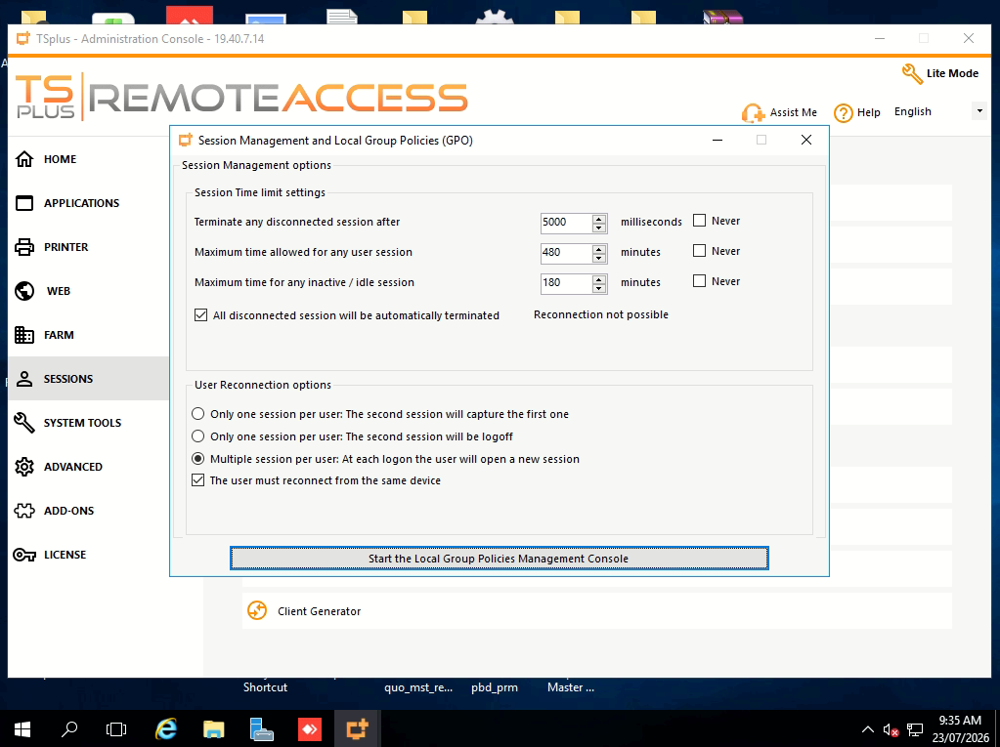 TSplus - Administration Console - 19.40.7.14
TS PLUS REMOTEACCESS
Lite Mode
Assist Me
Help
English
HOME
APPLICATIONS
PRINTER
WEB
FARM
SESSIONS
SYSTEM TOOLS
ADVANCED
ADD-ONS
LICENSE
Session Management and Local Group Policies (GPO)
Session Management options
Session Time limit settings
Terminate any disconnected session after 5000 milliseconds Never
Maximum time allowed for any user session 480 minutes Never
Maximum time for any inactive / idle session 180 minutes Never
All disconnected session will be automatically terminated Reconnection not possible
User Reconnection options
Only one session per user: The second session will capture the first one
Only one session per user: The second session will be logoff
Multiple session per user: At each logon the user will open a new session
The user must reconnect from the same device
Start the Local Group Policies Management Console
Client Generator
Shortcut quo_mst_re... pbd_prm Master ...
9:35 AM
23/07/2026